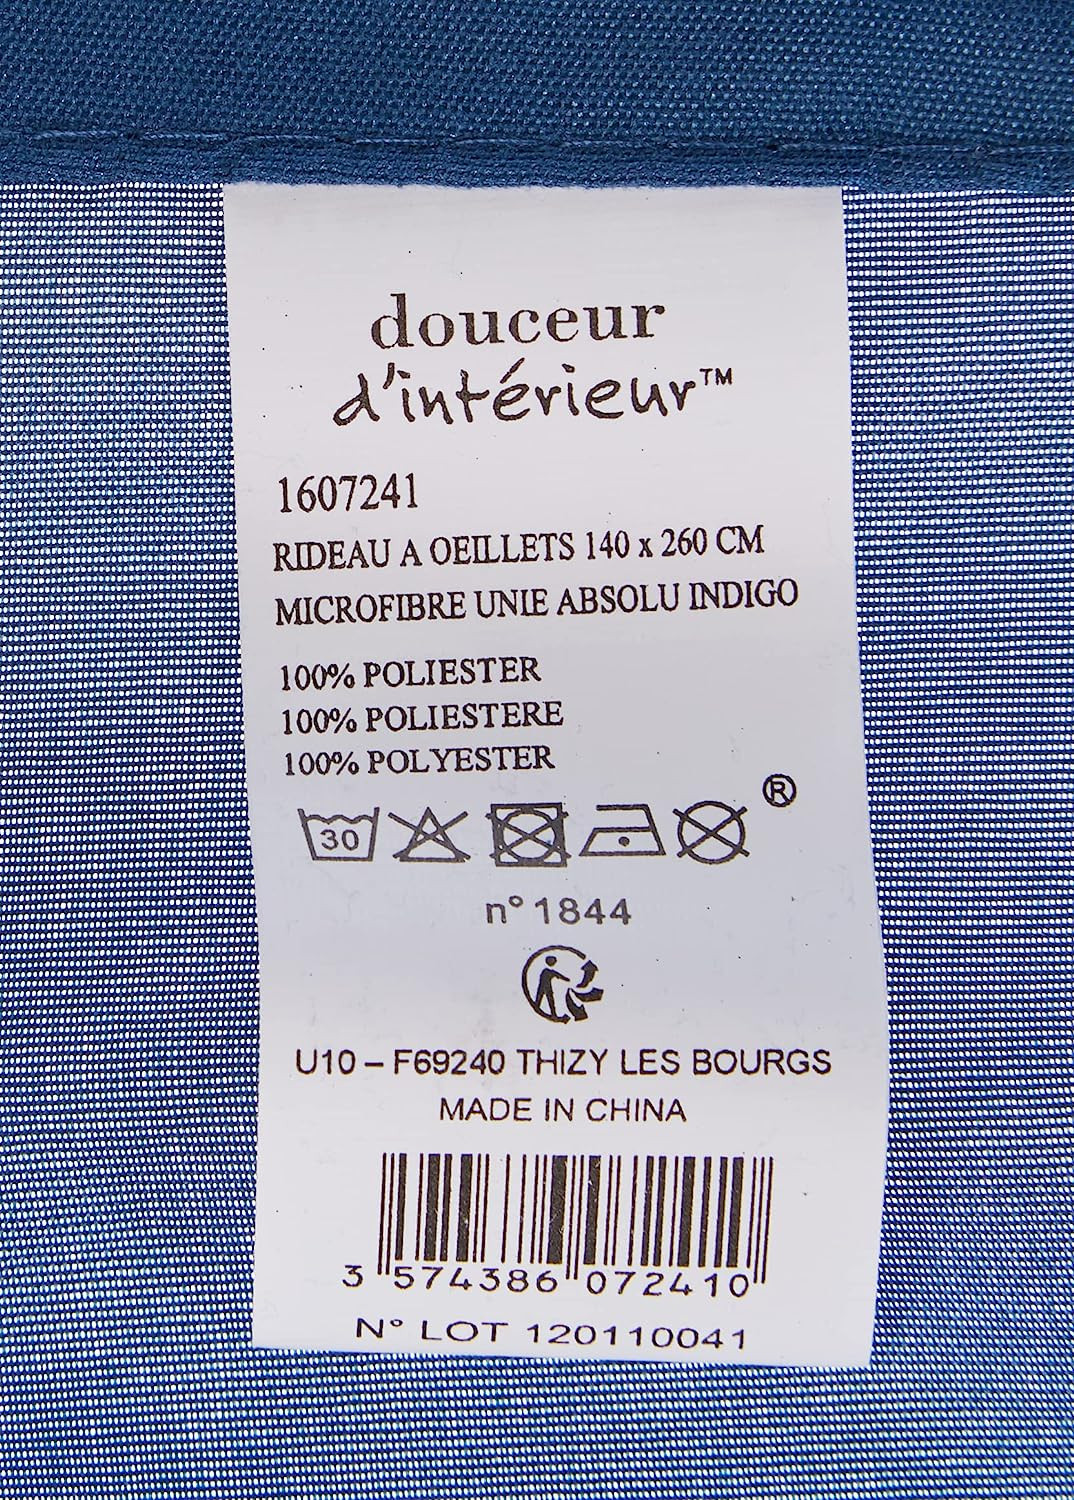 douceur
d'intérieur™
1607241
RIDEAU A OEILLETS 140 x 260 CM
MICROFIBRE UNIE ABSOLU INDIGO
100% POLIESTER
100% POLIESTERE
100% POLYESTER
30 ®
n° 1844
U10 – F69240 THIZY LES BOURGS
MADE IN CHINA
3 574386 072410
N° LOT 120110041